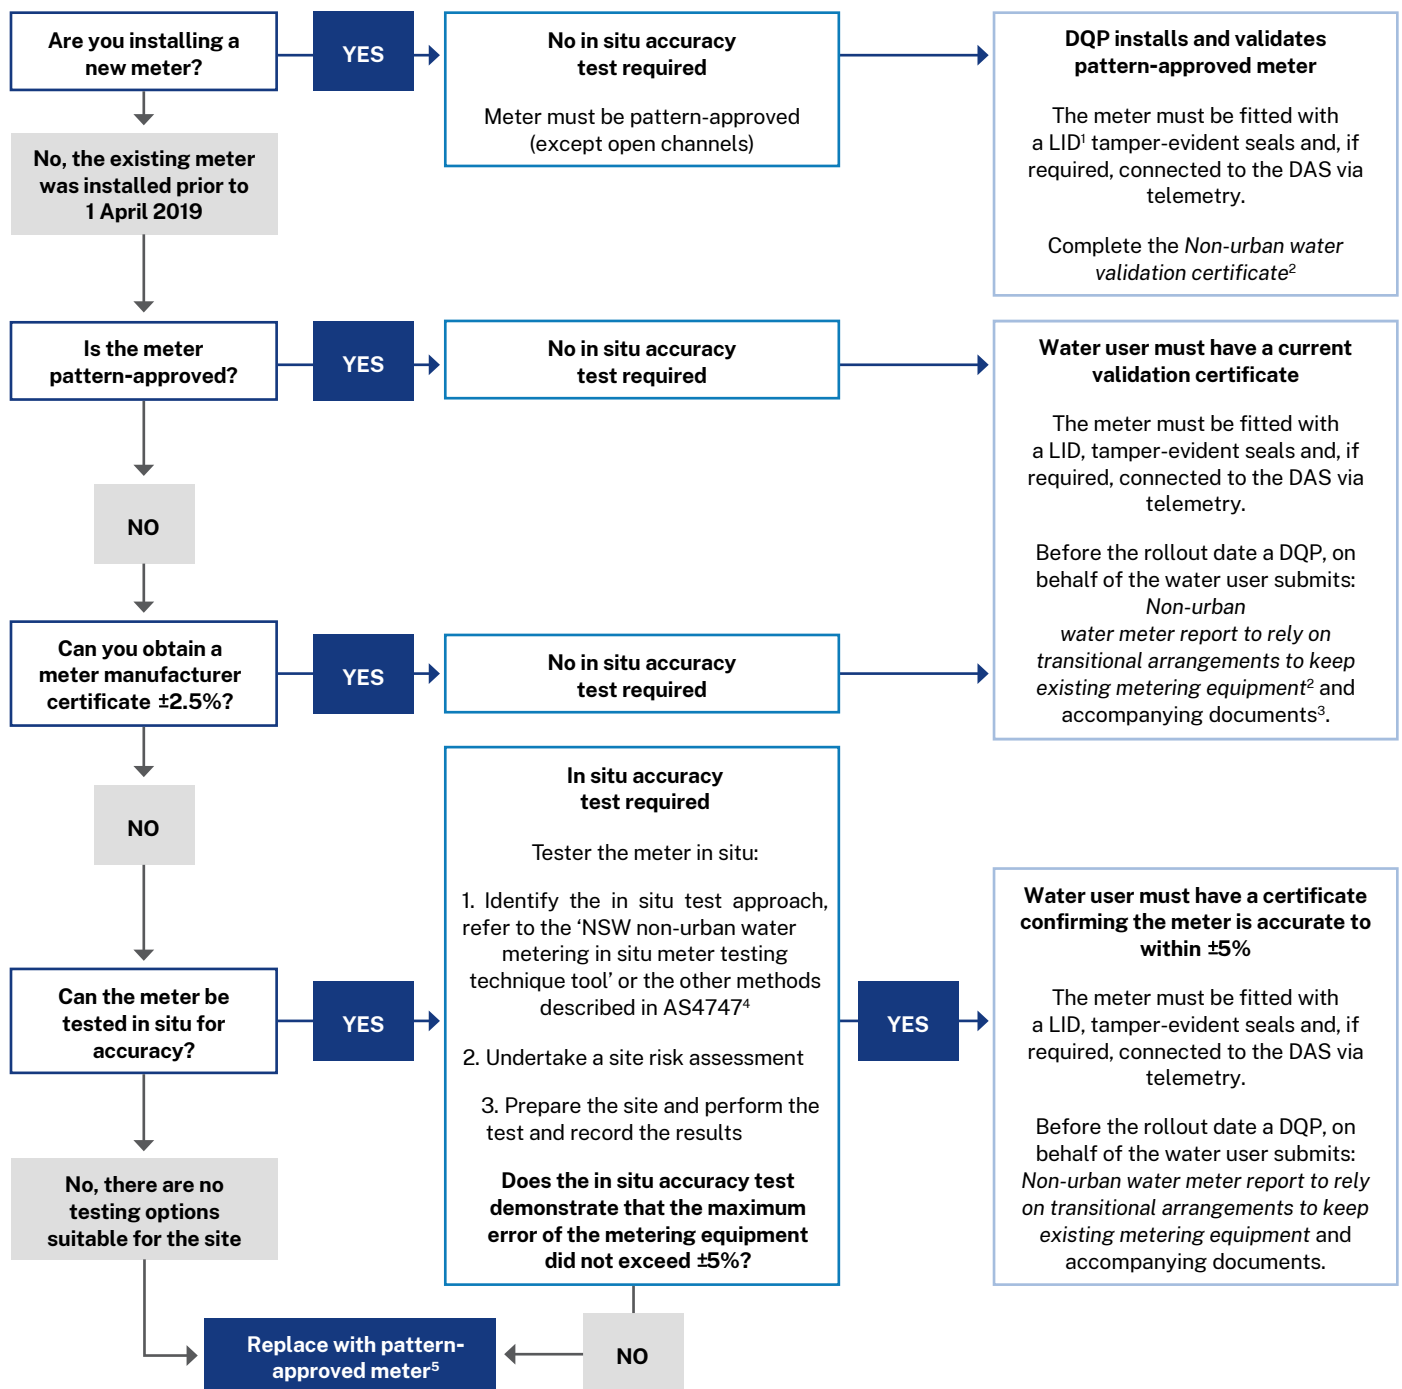 Are you installing a
new meter?
YES
No in situ accuracy
test required
Meter must be pattern-approved
(except open channels)
DQP installs and validates
pattern-approved meter
The meter must be fitted with
a LID¹ tamper-evident seals and, if
required, connected to the DAS via
telemetry.
Complete the Non-urban water
validation certificate²
No, the existing meter
was installed prior to
1 April 2019
Is the meter
pattern-approved?
YES
No in situ accuracy
test required
Water user must have a current
validation certificate
The meter must be fitted with
a LID, tamper-evident seals and, if
required, connected to the DAS via
telemetry.
Before the rollout date a DQP, on
behalf of the water user submits:
Non-urban
water meter report to rely on
transitional arrangements to keep
existing metering equipment² and
accompanying documents³.
NO
Can you obtain a
meter manufacturer
certificate ±2.5%?
YES
No in situ accuracy
test required
NO
Can the meter be
tested in situ for
accuracy?
YES
In situ accuracy
test required
Tester the meter in situ:
1. Identify the in situ test approach,
refer to the ‘NSW non-urban water
metering in situ meter testing
technique tool’ or the other methods
described in AS4747⁴
2. Undertake a site risk assessment
3. Prepare the site and perform the
test and record the results
Does the in situ accuracy test
demonstrate that the maximum
error of the metering equipment
did not exceed ±5%?
YES
Water user must have a certificate
confirming the meter is accurate to
within ±5%
The meter must be fitted with
a LID, tamper-evident seals and, if
required, connected to the DAS via
telemetry.
Before the rollout date a DQP, on
behalf of the water user submits:
Non-urban water meter report to rely
on transitional arrangements to keep
existing metering equipment and
accompanying documents.
No, there are no
testing options
suitable for the site
Replace with pattern-
approved meter⁵
NO